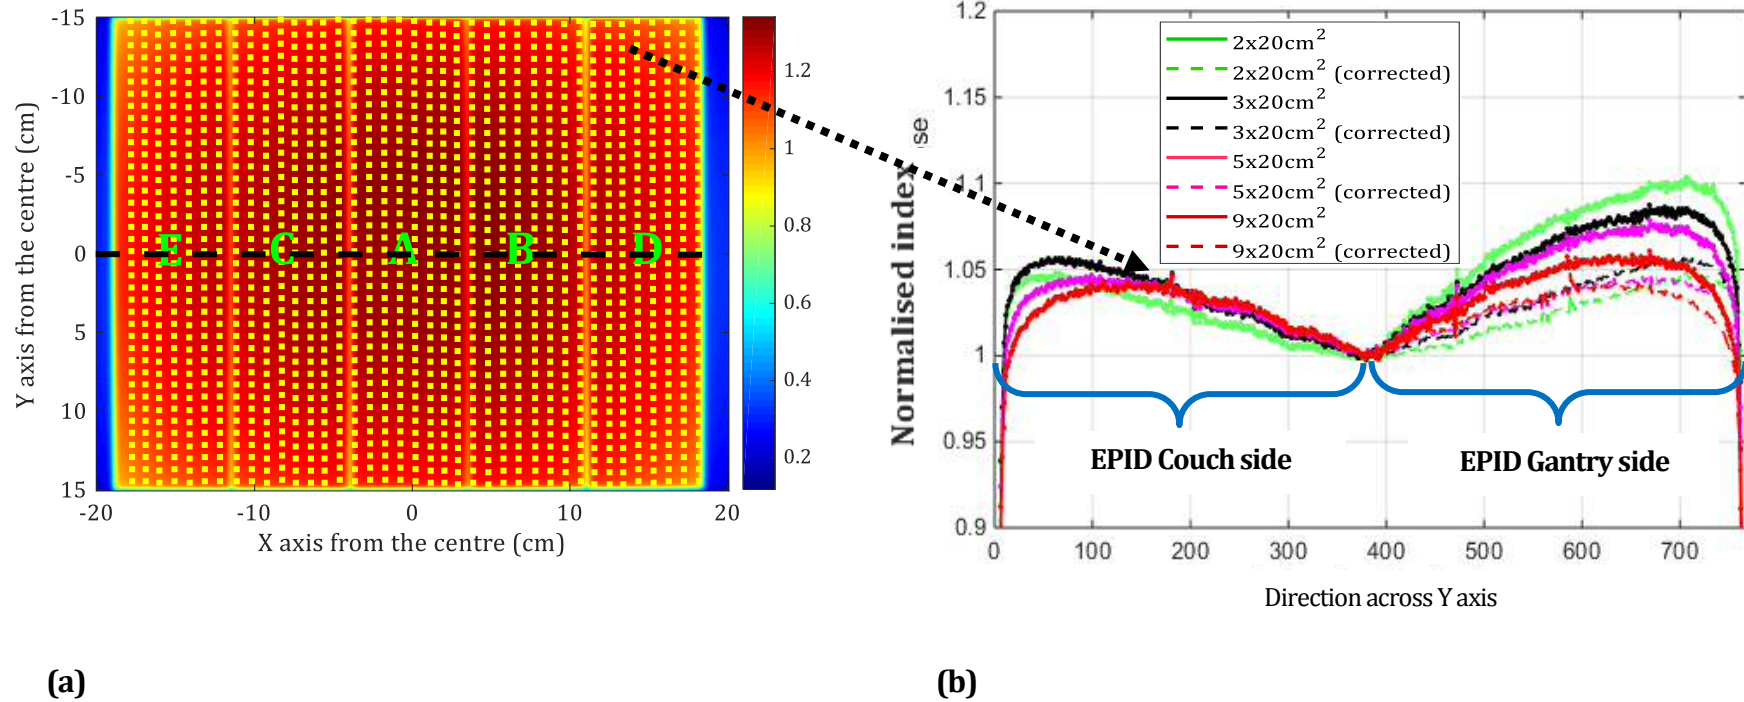 -15
-10
-5
0
5
10
15
-20
-10
0
10
20
Y axis from the centre (cm)
X axis from the centre (cm)
E
C
A
B
D
1.2
1
0.8
0.6
0.4
0.2
(a)
1.2
1.15
1.1
1.05
1
0.95
0.9
0
100
200
300
400
500
600
700
Normalised index
se
2x20cm²
2x20cm² (corrected)
3x20cm²
3x20cm² (corrected)
5x20cm²
5x20cm² (corrected)
9x20cm²
9x20cm² (corrected)
EPID Couch side
EPID Gantry side
Direction across Y axis
(b)